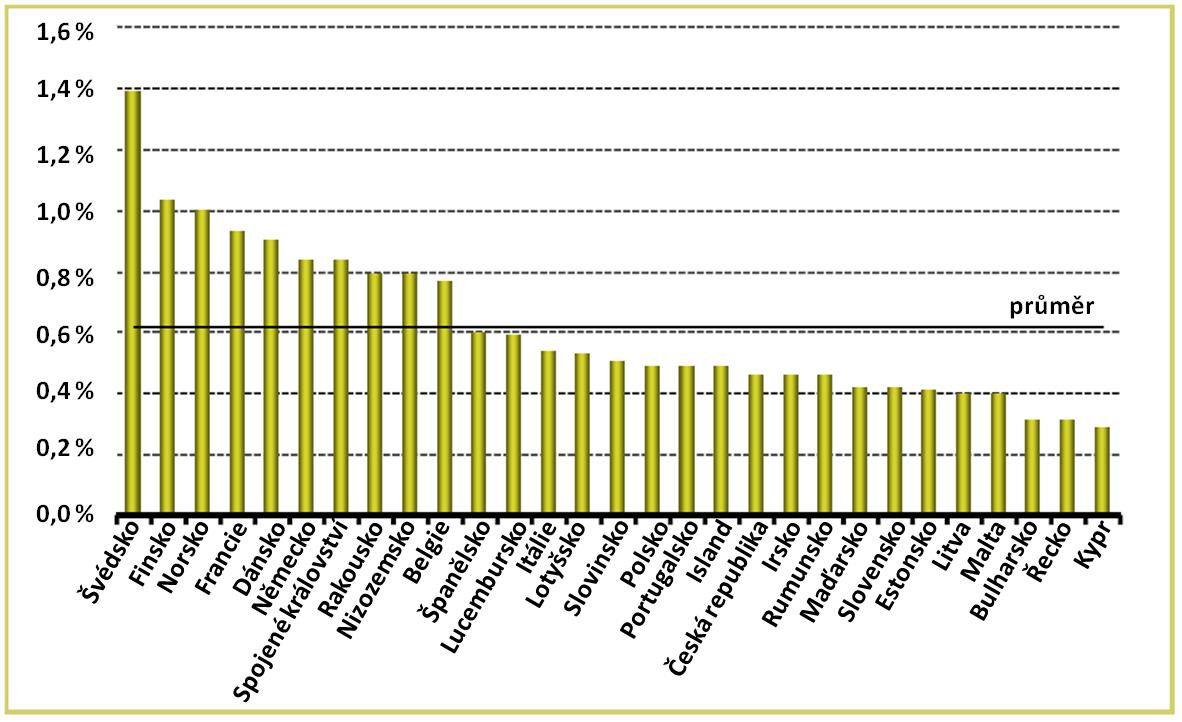 1,6 %
1,4 %
1,2 %
1,0 %
0,8 %
0,6 %
0,4 %
0,2 %
0,0 %
průměr
Švédsko
Finsko
Norsko
Francie
Dánsko
Německo
Spojené království
Rakousko
Nizozemsko
Belgie
Španělsko
Lucembursko
Itálie
Lotyšsko
Slovinsko
Polsko
Portugalsko
Island
Česká republika
Irsko
Rumunsko
Maďarsko
Slovensko
Estonsko
Litva
Malta
Bulharsko
Řecko
Kypr